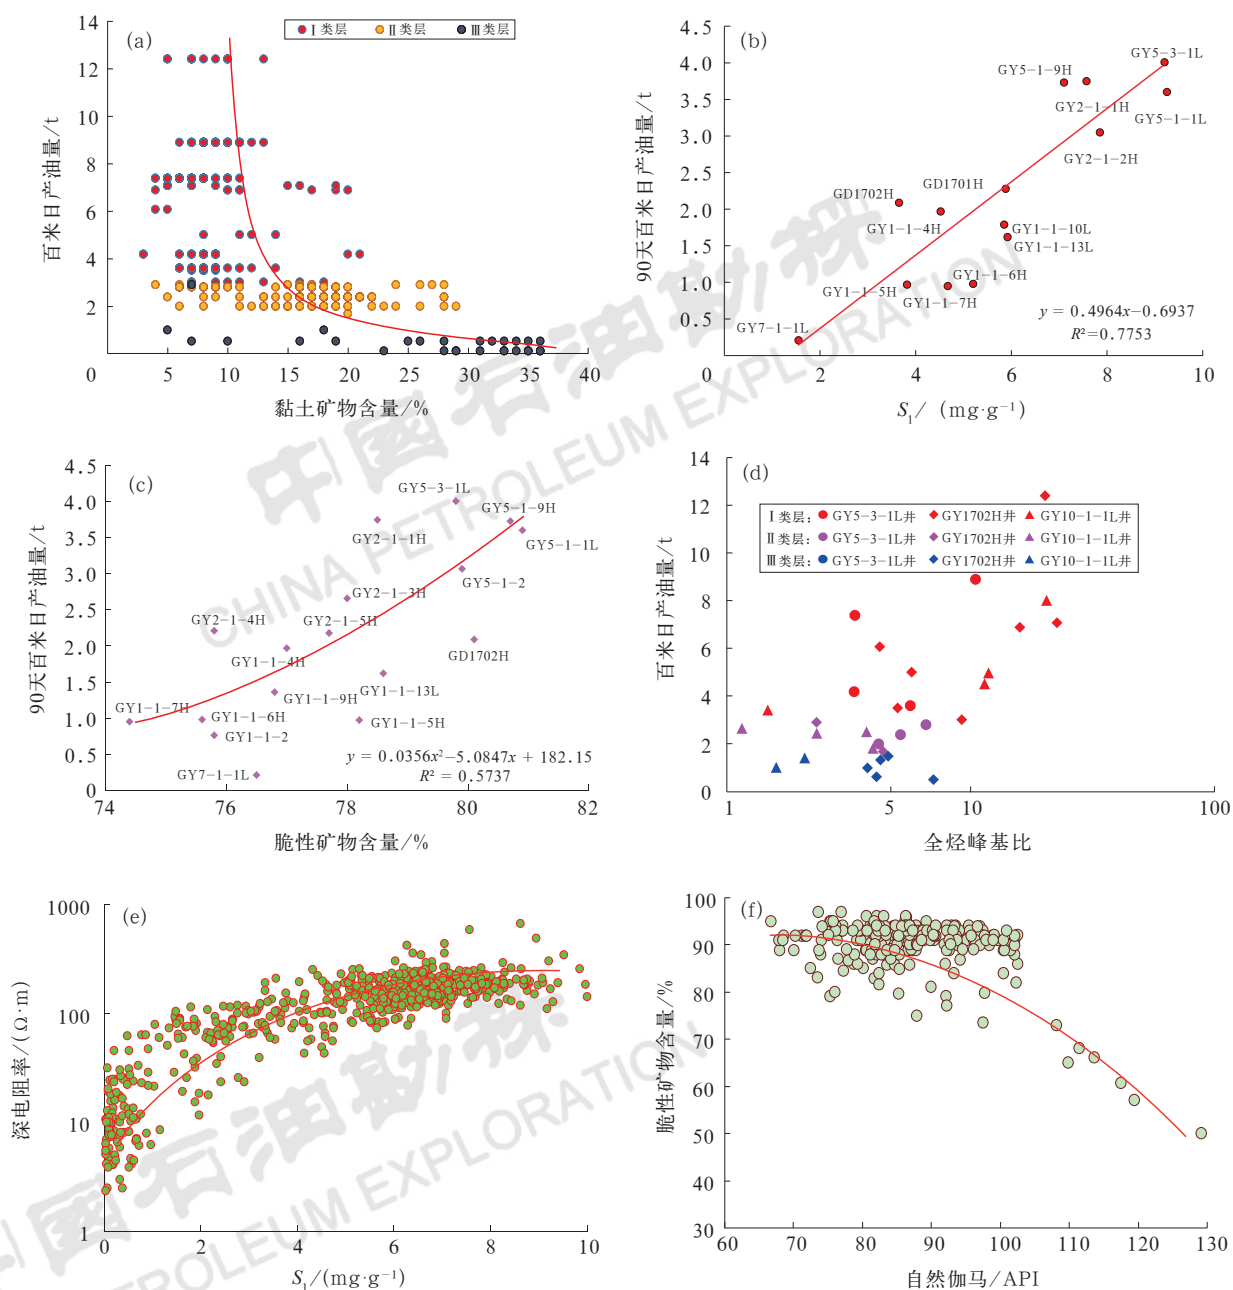 (a)
Ⅰ类层 Ⅱ类层 Ⅲ类层
14
12
10
8
6
4
2
0 5 10 15 20 25 30 35 40
百米日产油量/t
黏土矿物含量/%
(b)
4.5
4.0
3.5
3.0
2.5
2.0
1.5
1.0
0.5
0 2 4 6 8 10
90天百米日产油量/t
S₁/（mg·g⁻¹）
GY5-3-1L
GY5-1-9H
GY2-1-1H
GY5-1-1L
GY2-1-2H
GD1701H
GD1702H
GY1-1-4H
GY1-1-10L
GY1-1-13L
GY1-1-6H
GY1-1-5H
GY1-1-7H
GY7-1-1L
y = 0.4964x-0.6937
R²=0.7753
(c)
4.5
4.0
3.5
3.0
2.5
2.0
1.5
1.0
0.5
0
74 76 78 80 82
90天百米日产油量/t
脆性矿物含量/%
GY5-3-1L
GY5-1-9H
GY2-1-1H
GY5-1-1L
GY5-1-2
GY2-1-3H
GY2-1-4H
GY2-1-5H
GY1-1-4H
GD1702H
GY1-1-13L
GY1-1-9H
GY1-1-7H
GY1-1-6H
GY1-1-5H
GY1-1-2
GY7-1-1L
y = 0.0356x²-5.0847x + 182.15
R² = 0.5737
(d)
14
12
10
8
6
4
2
0
1 5 10 100
百米日产油量/t
全烃峰基比
Ⅰ类层: GY5-3-1L井 GY1702H井 GY10-1-1L井
Ⅱ类层: GY5-3-1L井 GY1702H井 GY10-1-1L井
Ⅲ类层: GY5-3-1L井 GY1702H井 GY10-1-1L井
(e)
1000
100
10
1
0 2 4 6 8 10
深电阻率/(Ω·m)
S₁/(mg·g⁻¹)
(f)
100
90
80
70
60
50
40
30
60 70 80 90 100 110 120 130
脆性矿物含量/%
自然伽马/API
中国石油勘探
CHINA PETROLEUM EXPLORATION
国石油勘探
PETROLEUM EXPLORATION